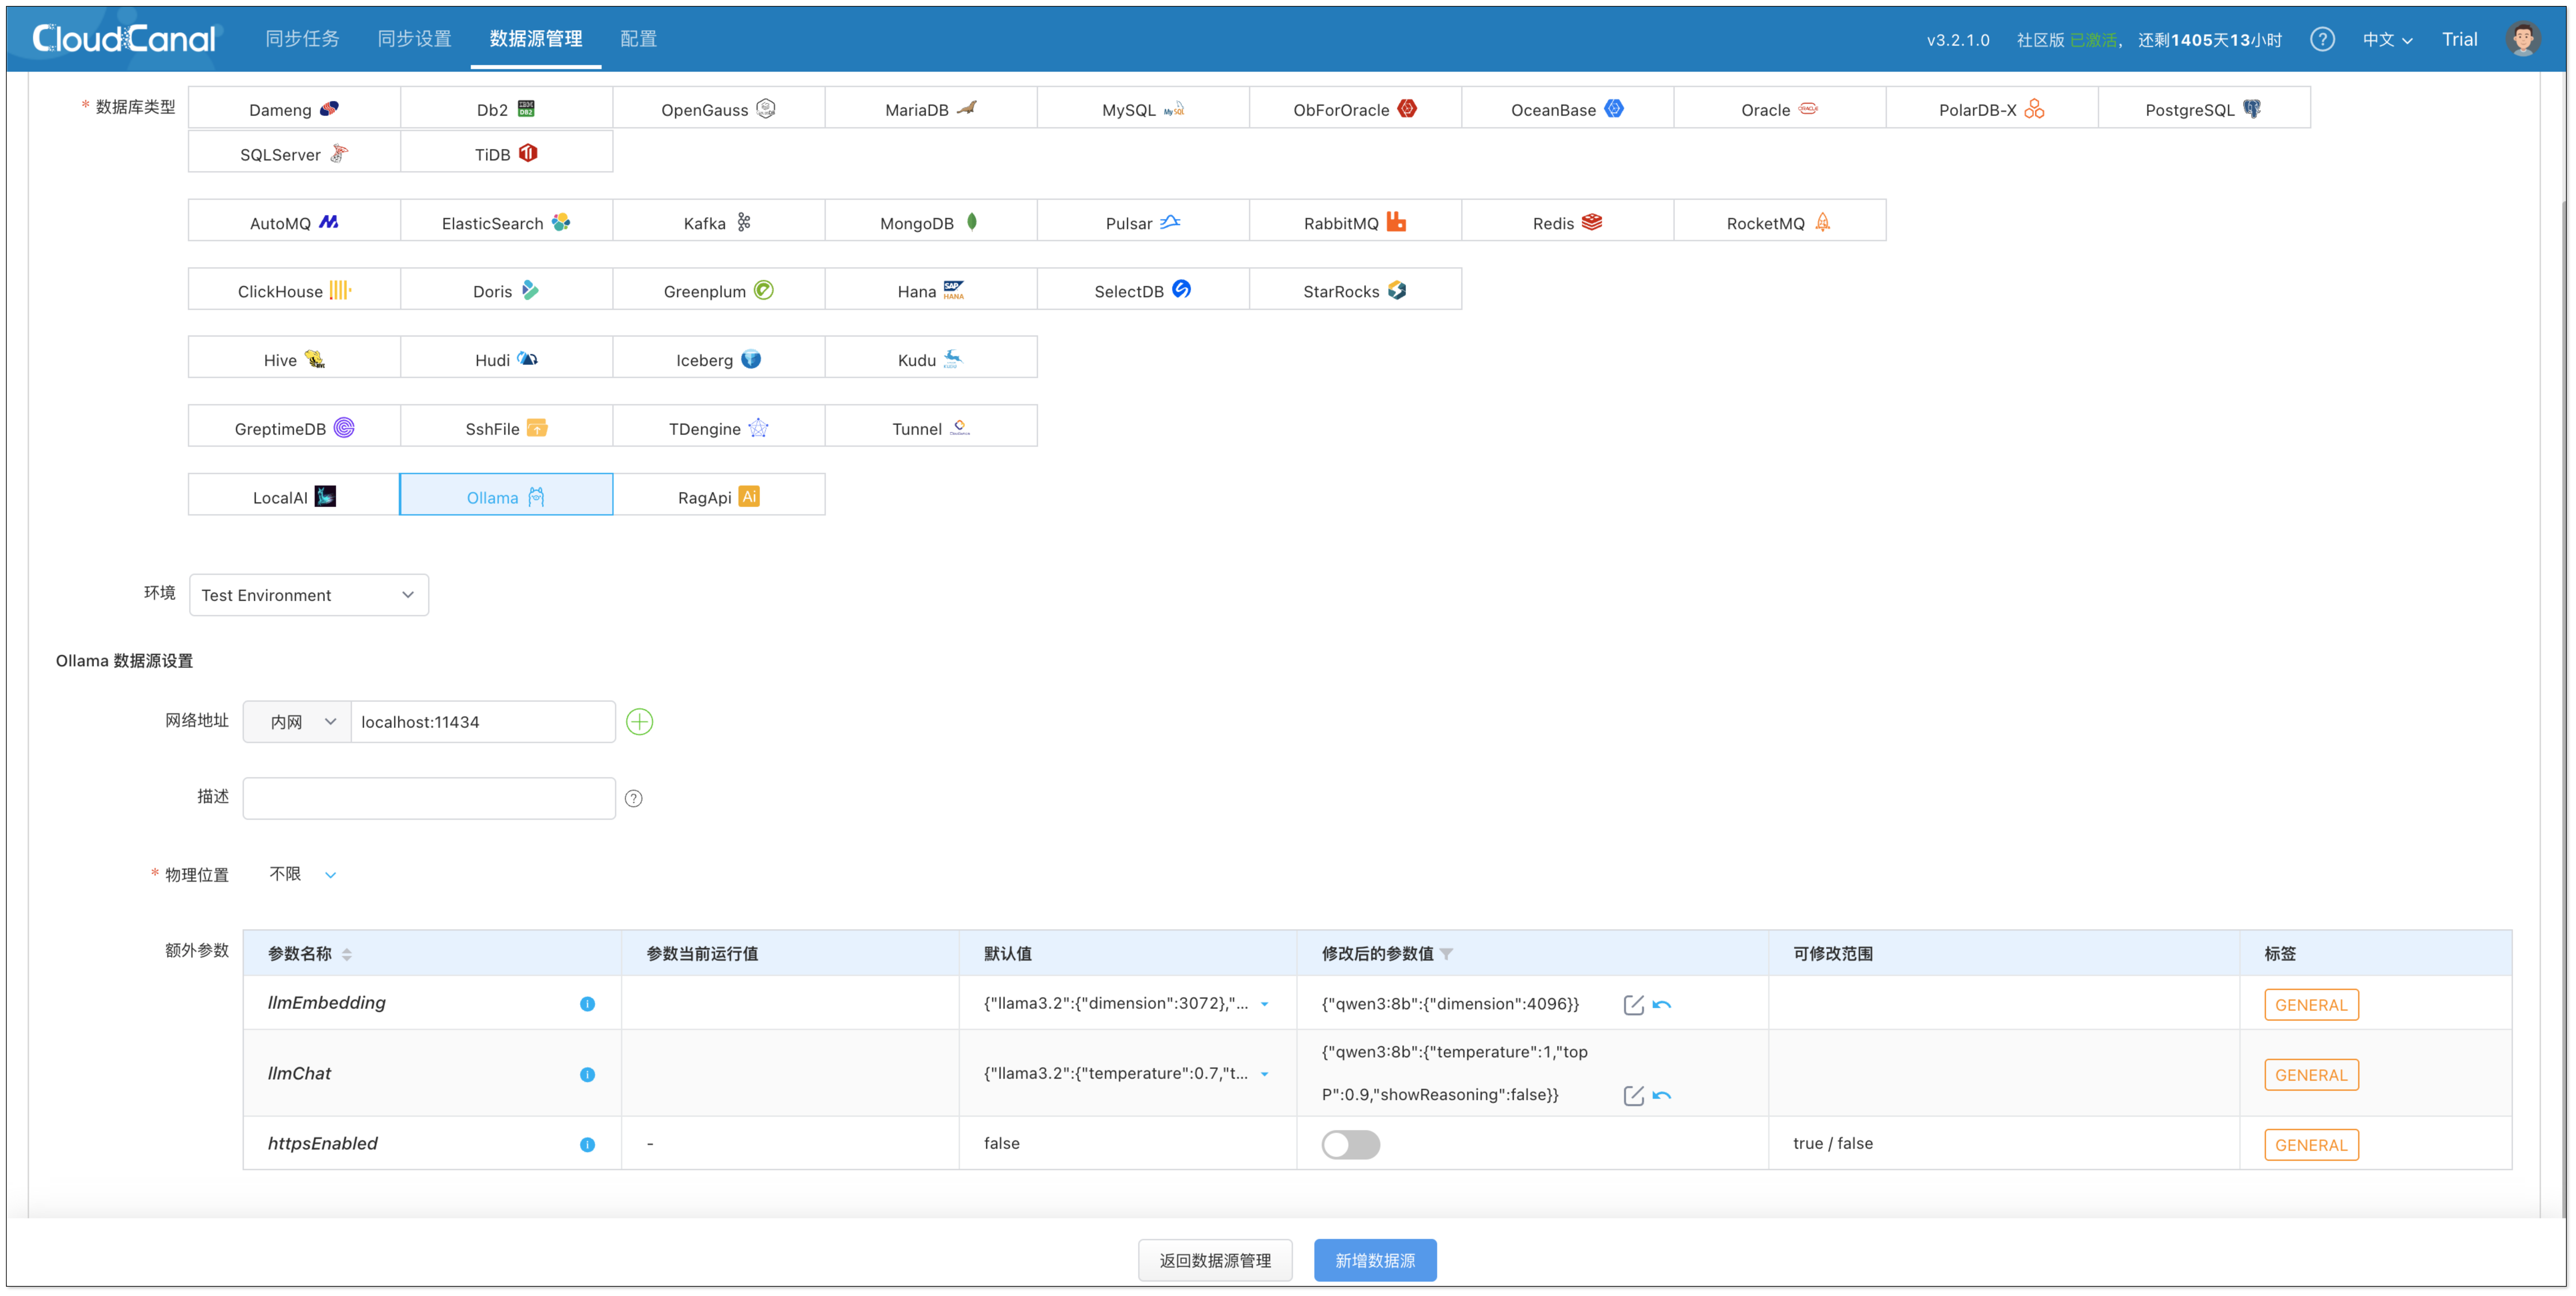 CloudCanal 同步任务 同步设置 数据源管理 配置 v3.2.1.0 社区版 已激活, 还剩1405天13小时 ? 中文 Trial
* 数据库类型 Dameng Db2 OpenGauss MariaDB MySQL ObForOracle OceanBase Oracle PolarDB-X PostgreSQL
SQLServer TiDB
AutoMQ ElasticSearch Kafka MongoDB Pulsar RabbitMQ Redis RocketMQ
ClickHouse Doris Greenplum Hana SelectDB StarRocks
Hive Hudi Iceberg Kudu
GreptimeDB SshFile TDengine Tunnel
LocalAI Ollama RagApi Ai
环境 Test Environment
Ollama 数据源设置
网络地址 内网 localhost:11434
描述 ?
* 物理位置 不限
额外参数 参数名称 参数当前运行值 默认值 修改后的参数值 可修改范围 标签
llmEmbedding {"llama3.2":{"dimension":3072},"... {"qwen3:8b":{"dimension":4096}} GENERAL
llmChat {"llama3.2":{"temperature":0.7,"t... {"qwen3:8b":{"temperature":1,"top
P":0.9,"showReasoning":false}} GENERAL
httpsEnabled - false true / false GENERAL
返回数据源管理 新增数据源